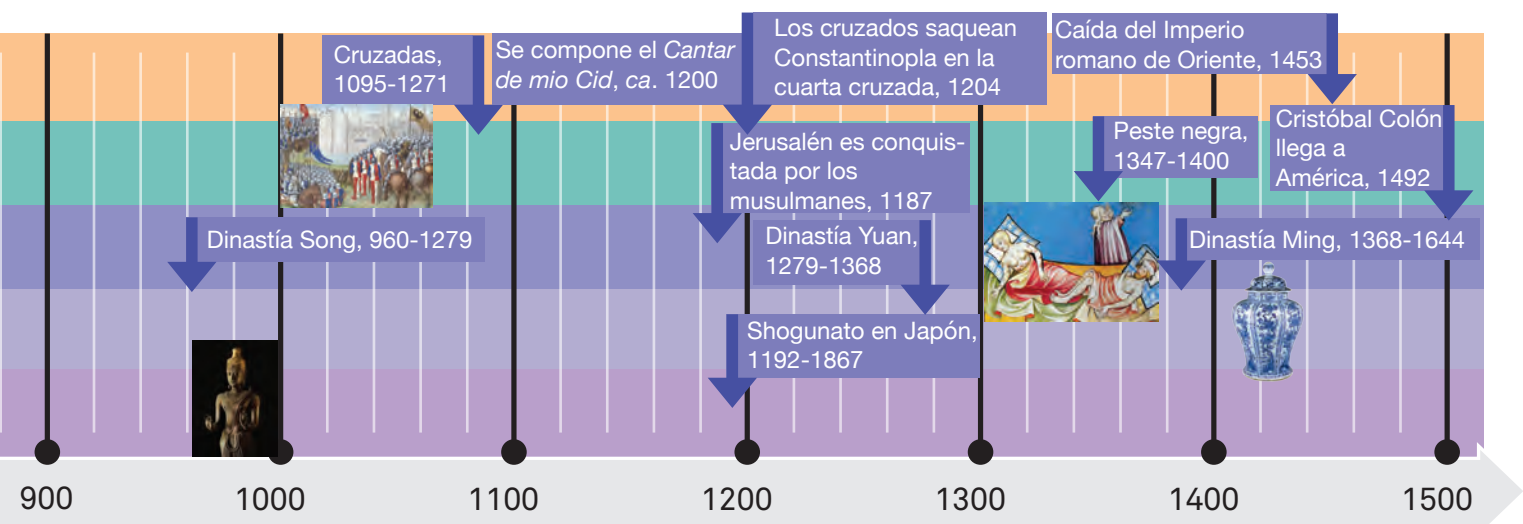 Cruzadas,
1095-1271
Se compone el Cantar
de mio Cid, ca. 1200
Los cruzados saquean
Constantinopla en la
cuarta cruzada, 1204
Caída del Imperio
romano de Oriente, 1453
Jerusalén es conquis-
tada por los
musulmanes, 1187
Peste negra,
1347-1400
Cristóbal Colón
llega a
América, 1492
Dinastía Song, 960-1279
Dinastía Yuan,
1279-1368
Dinastía Ming, 1368-1644
Shogunato en Japón,
1192-1867
900 1000 1100 1200 1300 1400 1500